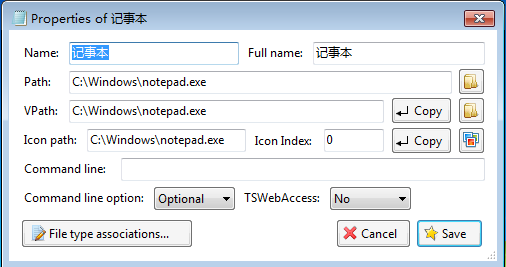 Properties of 记事本
Name: 记事本 Full name: 记事本
Path: C:\Windows\notepad.exe
VPath: C:\Windows\notepad.exe Copy
Icon path: C:\Windows\notepad.exe Icon Index: 0 Copy
Command line:
Command line option: Optional TSWebAccess: No
File type associations... Cancel Save